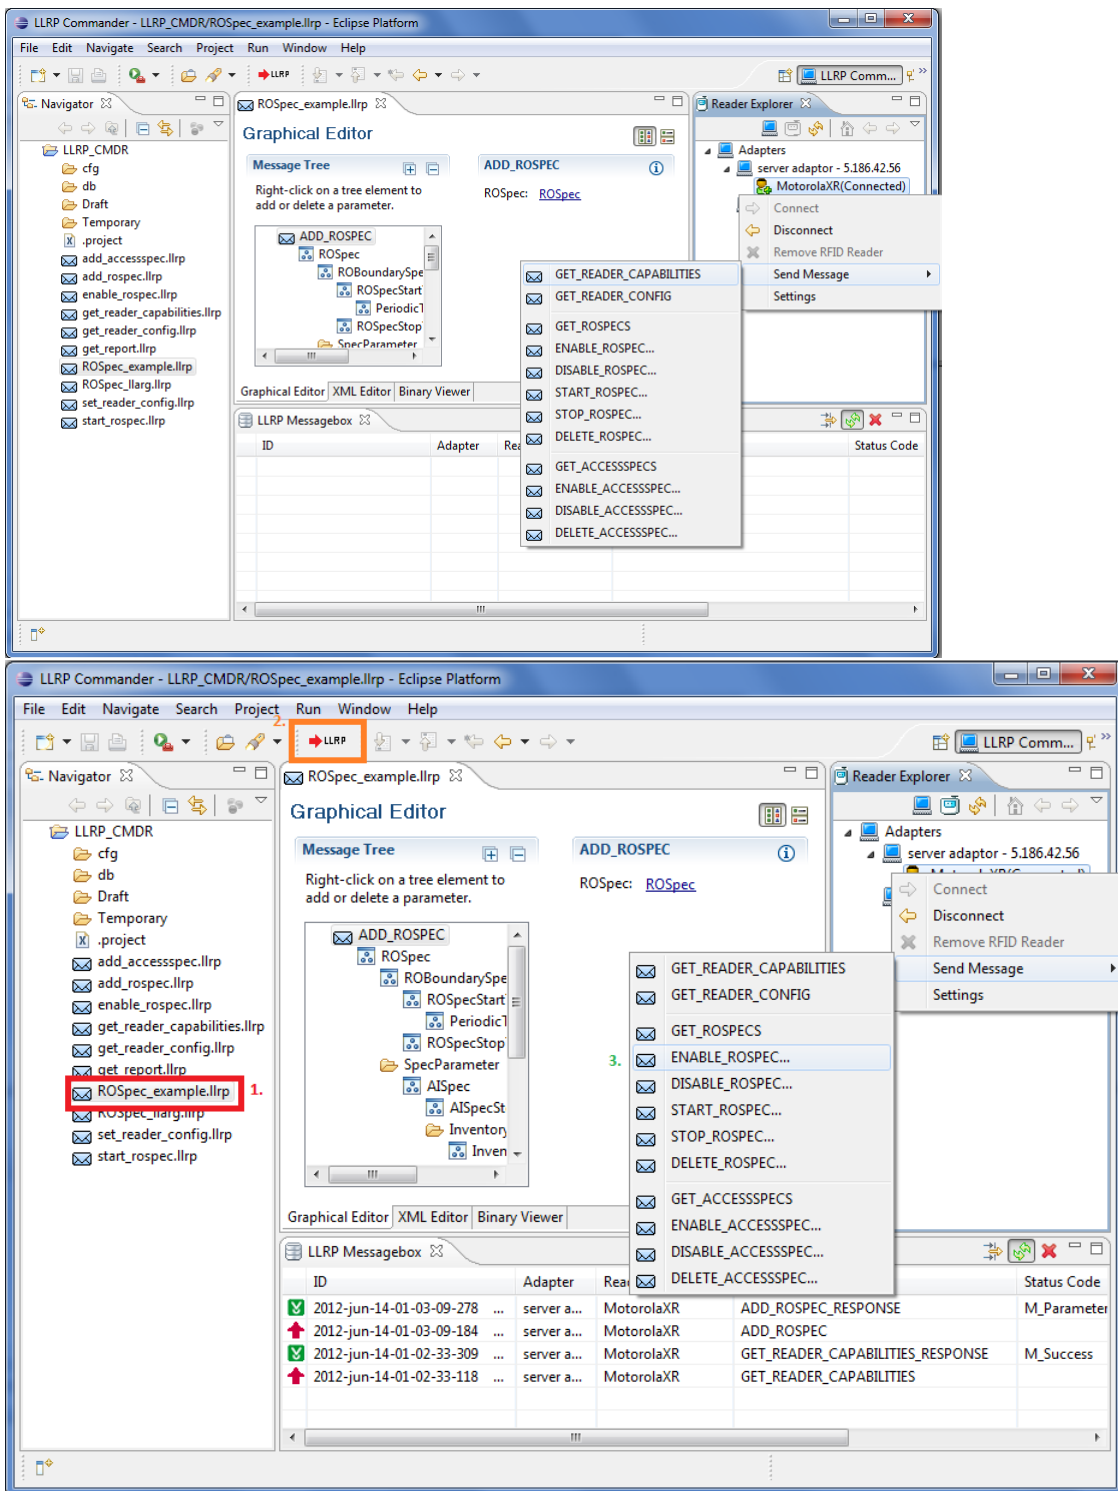 LLRP Commander - LLRP_CMDR/ROSpec_example.llrp - Eclipse Platform
File Edit Navigate Search Project Run Window Help
LLRP
LLRP Comm...
Navigator
LLRP_CMDR
cfg
db
Draft
Temporary
.project
add_accessspec.llrp
add_rospec.llrp
enable_rospec.llrp
get_reader_capabilities.llrp
get_reader_config.llrp
get_report.llrp
ROSpec_example.llrp
ROSpec_llarg.llrp
set_reader_config.llrp
start_rospec.llrp
ROSpec_example.llrp
Graphical Editor
Message Tree
Right-click on a tree element to
add or delete a parameter.
ADD_ROSPEC
ROSpec
ROBoundarySpe
ROSpecStart
PeriodicT
ROSpecStop
SpecParameter
ADD_ROSPEC
ROSpec: ROSpec
Graphical Editor XML Editor Binary Viewer
Reader Explorer
Adapters
server adaptor - 5.186.42.56
MotorolaXR(Connected)
Connect
Disconnect
Remove RFID Reader
Send Message
Settings
GET_READER_CAPABILITIES
GET_READER_CONFIG
GET_ROSPECS
ENABLE_ROSPEC...
DISABLE_ROSPEC...
START_ROSPEC...
STOP_ROSPEC...
DELETE_ROSPEC...
GET_ACCESSSPECS
ENABLE_ACCESSSPEC...
DISABLE_ACCESSSPEC...
DELETE_ACCESSSPEC...
LLRP Messagebox
ID Adapter Rea Status Code
LLRP Commander - LLRP_CMDR/ROSpec_example.llrp - Eclipse Platform
File Edit Navigate Search Project Run Window Help
2.
LLRP
LLRP Comm...
Navigator
LLRP_CMDR
cfg
db
Draft
Temporary
.project
add_accessspec.llrp
add_rospec.llrp
enable_rospec.llrp
get_reader_capabilities.llrp
get_reader_config.llrp
get_report.llrp
ROSpec_example.llrp 1.
ROSpec_llarg.llrp
set_reader_config.llrp
start_rospec.llrp
ROSpec_example.llrp
Graphical Editor
Message Tree
Right-click on a tree element to
add or delete a parameter.
ADD_ROSPEC
ROSpec
ROBoundarySpe
ROSpecStart
PeriodicT
ROSpecStop
SpecParameter
AISpec
AISpecSt
Inventory
Inven
ADD_ROSPEC
ROSpec: ROSpec
Graphical Editor XML Editor Binary Viewer
Reader Explorer
Adapters
server adaptor - 5.186.42.56
MotorolaXR(Connected)
Connect
Disconnect
Remove RFID Reader
Send Message
Settings
GET_READER_CAPABILITIES
GET_READER_CONFIG
GET_ROSPECS
3. ENABLE_ROSPEC...
DISABLE_ROSPEC...
START_ROSPEC...
STOP_ROSPEC...
DELETE_ROSPEC...
GET_ACCESSSPECS
ENABLE_ACCESSSPEC...
DISABLE_ACCESSSPEC...
DELETE_ACCESSSPEC...
LLRP Messagebox
ID Adapter Rea Status Code
2012-jun-14-01-03-09-278 ... server a... MotorolaXR ADD_ROSPEC_RESPONSE M_Parameter
2012-jun-14-01-03-09-184 ... server a... MotorolaXR ADD_ROSPEC
2012-jun-14-01-02-33-309 ... server a... MotorolaXR GET_READER_CAPABILITIES_RESPONSE M_Success
2012-jun-14-01-02-33-118 ... server a... MotorolaXR GET_READER_CAPABILITIES